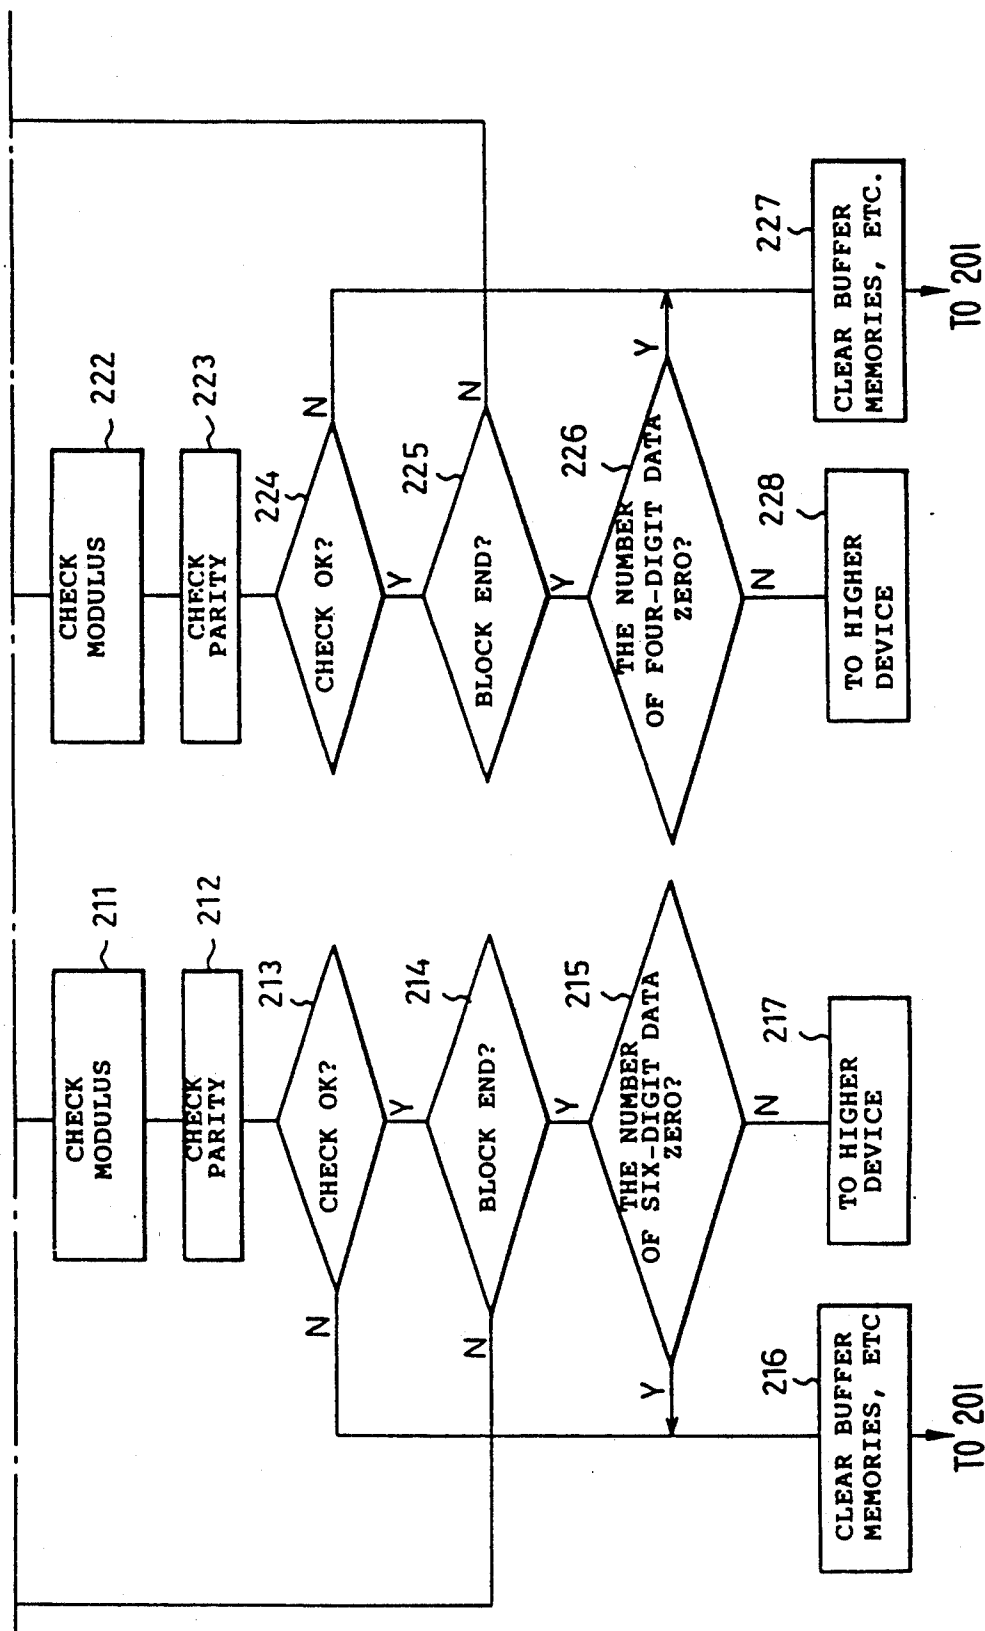 CHECK
MODULUS
211
CHECK
PARITY
212
CHECK OK?
213
N
Y
BLOCK END?
214
N
Y
THE NUMBER
OF SIX-DIGIT DATA
ZERO?
215
Y
N
CLEAR BUFFER
MEMORIES, ETC
216
TO 201
TO HIGHER
DEVICE
217
CHECK
MODULUS
222
CHECK
PARITY
223
CHECK OK?
224
N
Y
BLOCK END?
225
N
Y
THE NUMBER
OF FOUR-DIGIT DATA
ZERO?
226
Y
N
TO HIGHER
DEVICE
228
CLEAR BUFFER
MEMORIES, ETC.
227
TO 201